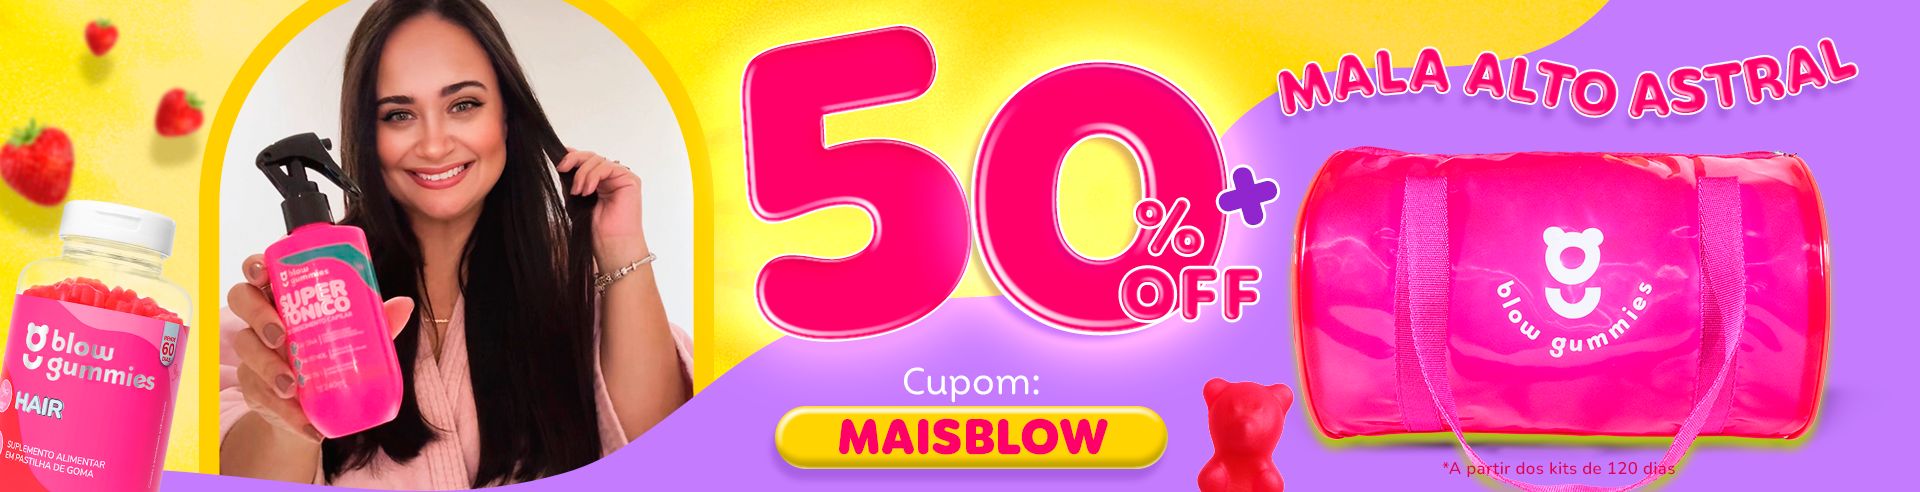 50
%
OFF
+
MALA ALTO ASTRAL
Cupom:
MAISBLOW
blow gummies
*A partir dos kits de 120 dias
blow
gummies
SUPER
TÔNICO
blow
gummies
60
HAIR
SUPLEMENTO ALIMENTAR
EM PASTILHA DE GOMA